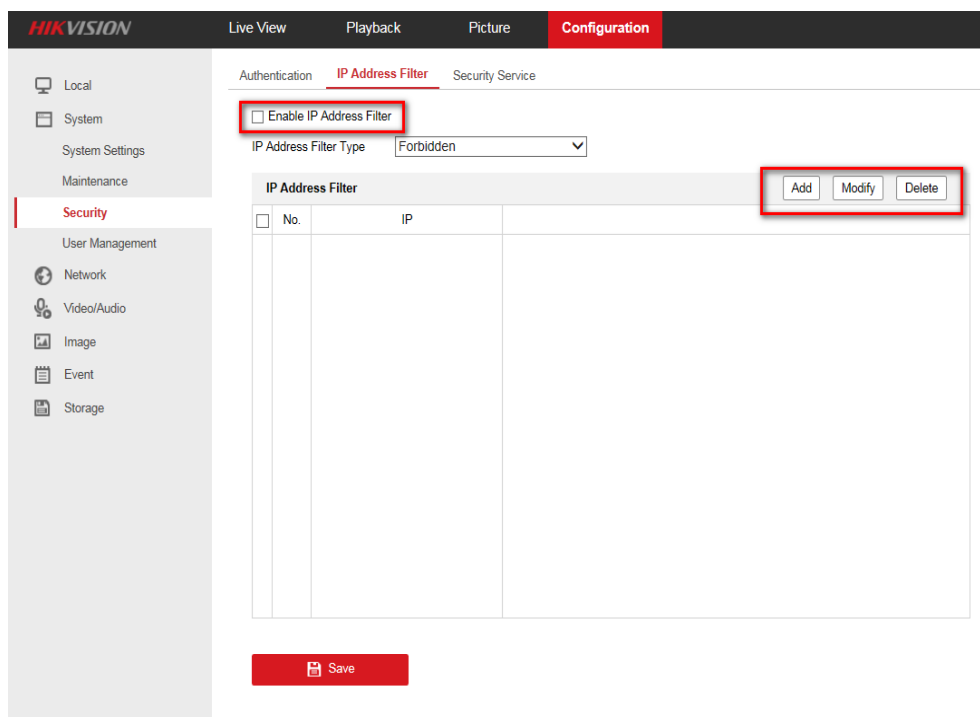 HIKVISION Live View Playback Picture Configuration
Local
System
System Settings
Maintenance
Security
User Management
Network
Video/Audio
Image
Event
Storage
Authentication IP Address Filter Security Service
Enable IP Address Filter
IP Address Filter Type Forbidden
IP Address Filter Add Modify Delete
No. IP
Save